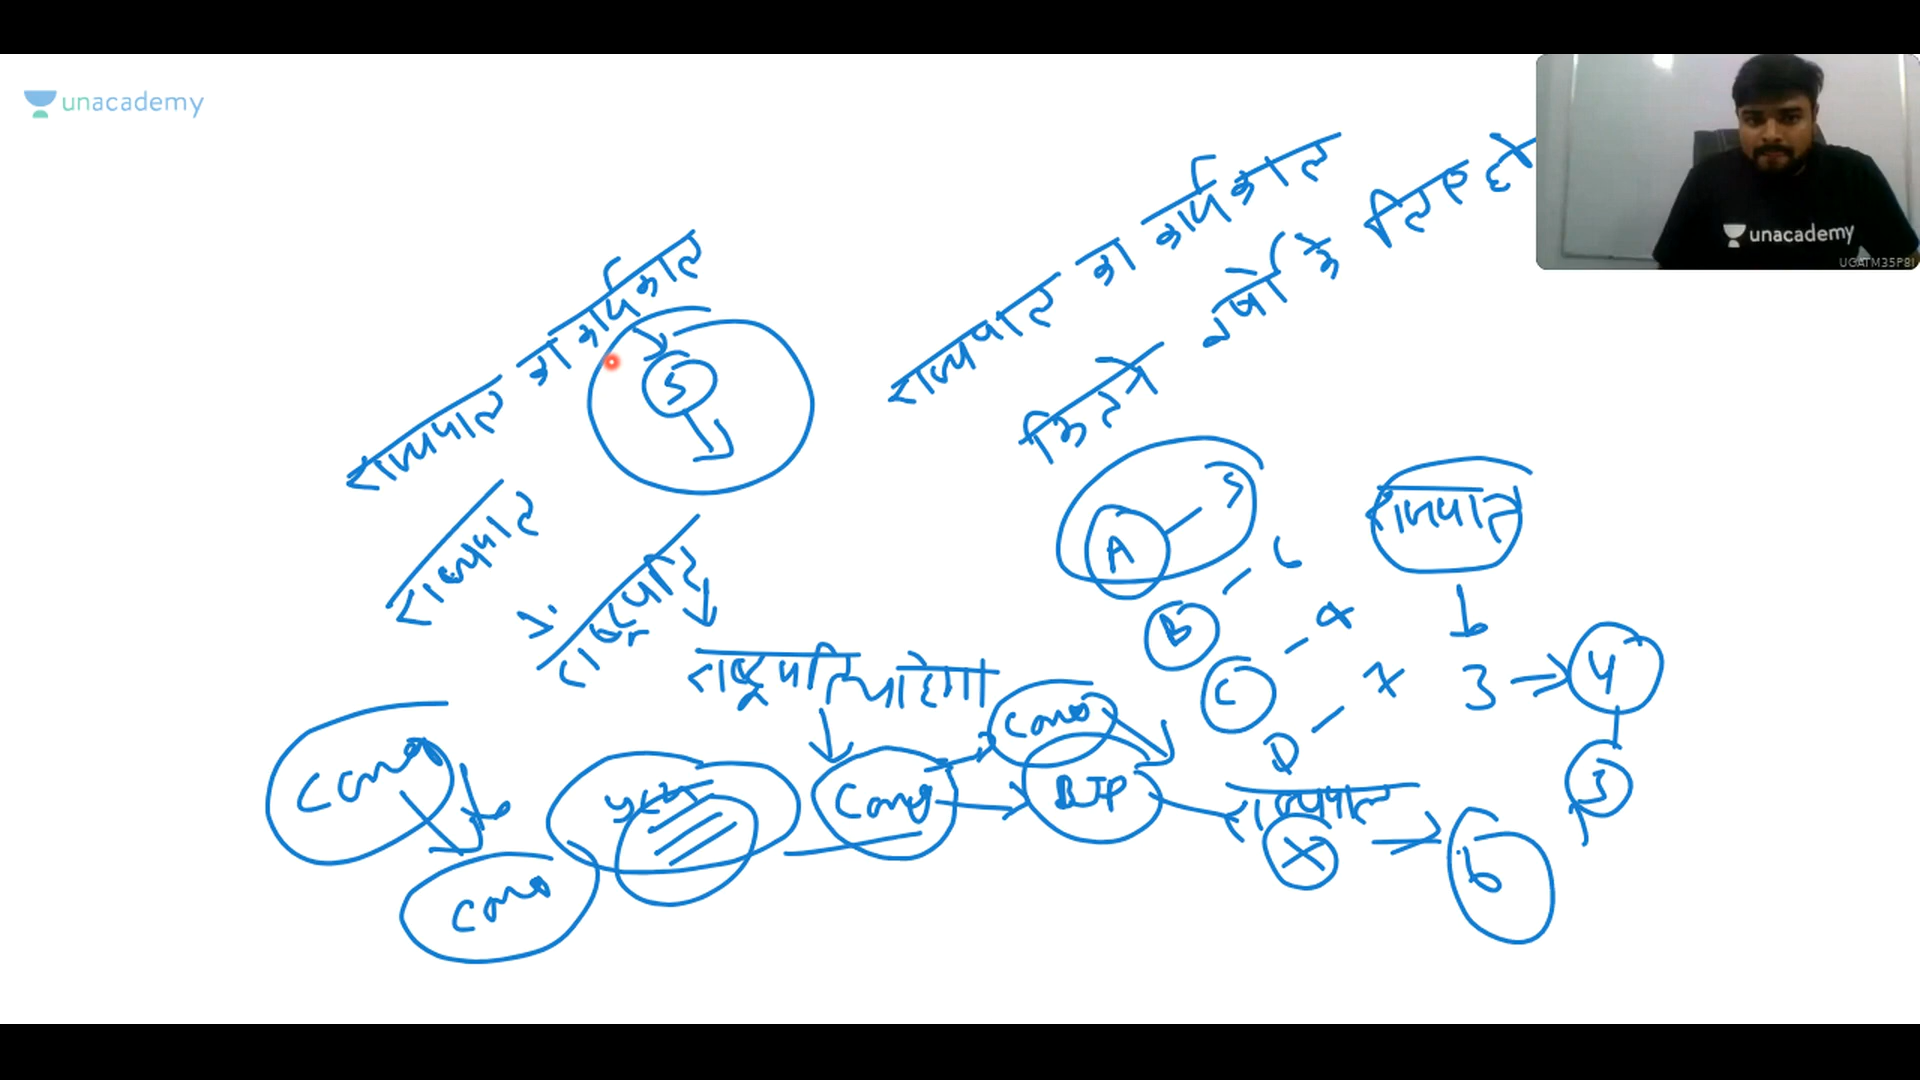 unacademy
राज्यपाल का कार्यकाल
5
राज्यपाल का कार्यकाल
कितने वर्षों के लिए हो
unacademy
UGATM35P8I
A - 5
B - 6
C - 4
D - 7
राज्यपाल
3 → 4
5
राज्यपाल
राष्ट्रपति
राष्ट्रपति चाहेगा
Cong
Cong
Cong
Cong
BJP
राज्यपाल
X → 6